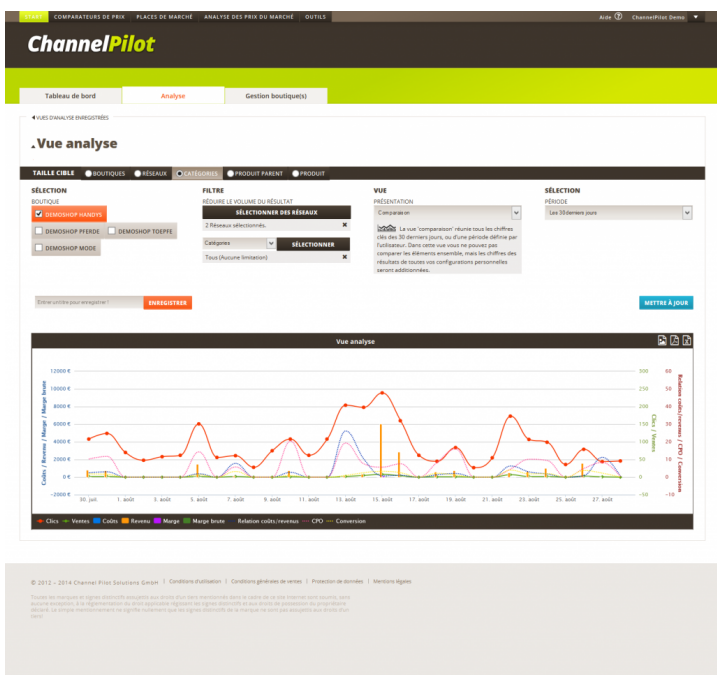 START COMPARATEURS DE PRIX PLACES DE MARCHÉ ANALYSE DES PRIX DU MARCHÉ OUTILS Aide ? ChannelPilot Demo
ChannelPilot
Tableau de bord Analyse Gestion boutique(s)
VUES D'ANALYSE ENREGISTRÉES
Vue analyse
TAILLE CIBLE BOUTIQUES RÉSEAUX CATÉGORIES PRODUIT PARENT PRODUIT
SÉLECTION FILTRE VUE SÉLECTION
BOUTIQUE RÉDUIRE LE VOLUME DU RÉSULTAT PRÉSENTATION PÉRIODE
DEMOSHOP HANDYS SÉLECTIONNER DES RÉSEAUX Comparaison Les 30 derniers jours
2 Réseaux sélectionnés.
DEMOSHOP PFERDE DEMOSHOP TOEPFE
DEMOSHOP MODE
Catégories SÉLECTIONNER
Tous (Aucune limitation)
La vue 'comparaison' réunie tous les chiffres
clés des 30 derniers jours, ou d'une période définie par
l'utilisateur. Dans cette vue vous ne pouvez pas
comparer les éléments ensemble, mais les chiffres des
résultats de toutes vos configurations personnelles
seront additionnées.
Entrer un titre pour enregistrer ! ENREGISTRER METTRE À JOUR
Vue analyse
Coûts / Revenu / Marge / Marge brute
12000 €
10000 €
8000 €
6000 €
4000 €
2000 €
0 €
-2000 €
300 60
250 50
200 40
150 30
100 20
50 10
0 0
-50 -10
Clics / Ventes
Relation coûts/revenus / CPO / Conversion
30. juil. 1. août 3. août 5. août 7. août 9. août 11. août 13. août 15. août 17. août 19. août 21. août 23. août 25. août 27. août
Clics Ventes Coûts Revenu Marge Marge brute Relation coûts/revenus CPO Conversion
© 2012 – 2014 Channel Pilot Solutions GmbH | Conditions d'utilisation | Conditions générales de ventes | Protection de données | Mentions légales